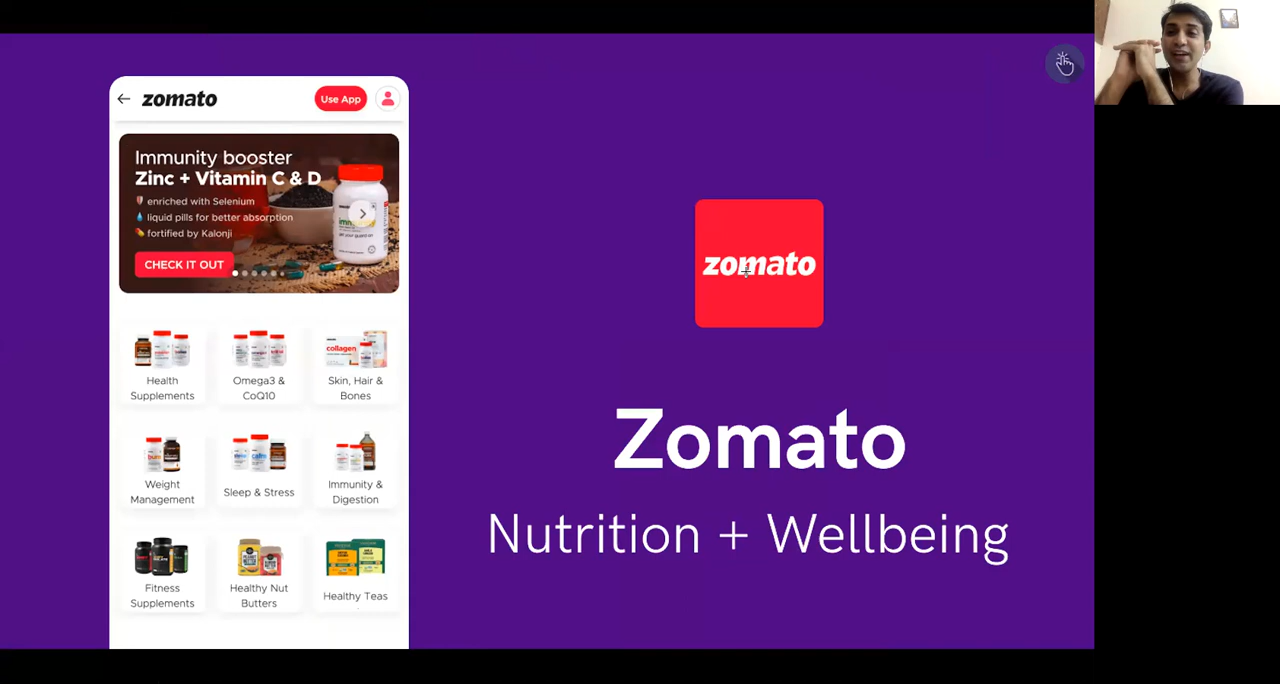 zomato
Use App
Immunity booster
Zinc + Vitamin C & D
enriched with Selenium
liquid pills for better absorption
fortified by Kalonji
CHECK IT OUT
Health
Supplements
Omega3 &
CoQ10
collagen
Skin, Hair &
Bones
Weight
Management
Sleep & Stress
Immunity &
Digestion
Fitness
Supplements
Healthy Nut
Butters
Healthy Teas
zomato
Zomato
Nutrition + Wellbeing